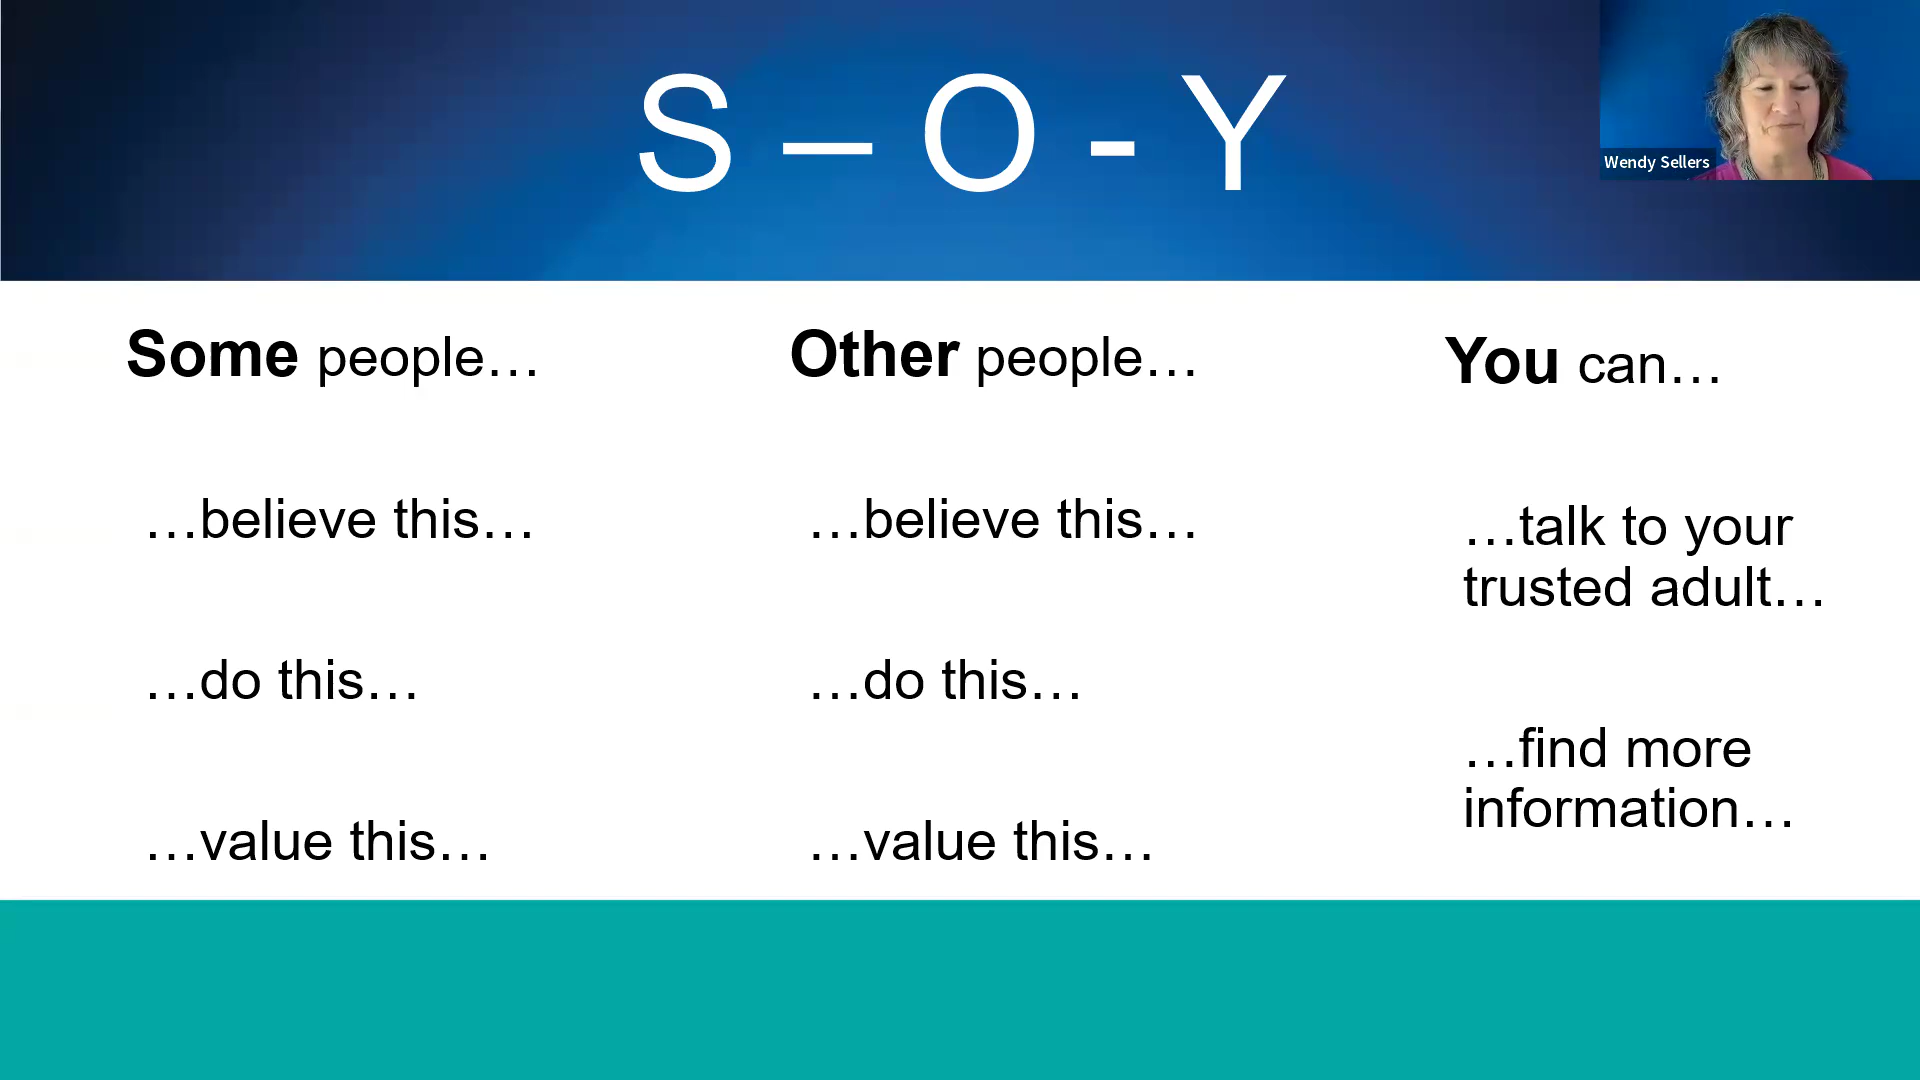 S – O - Y
Wendy Sellers
Some people…
…believe this…
…do this…
…value this…
Other people…
…believe this…
…do this…
…value this…
You can…
…talk to your
trusted adult…
…find more
information…